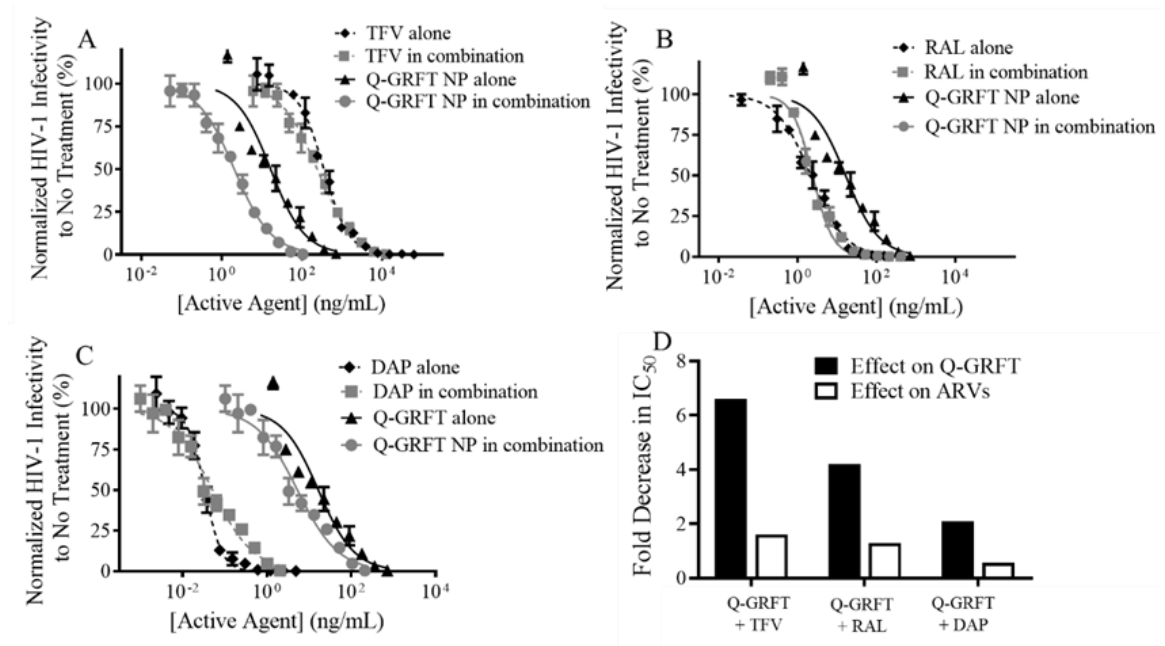 A
Normalized HIV-1 Infectivity
to No Treatment (%)
100
75
50
25
0
10-2
100
102
104
[Active Agent] (ng/mL)
TFV alone
TFV in combination
Q-GRFT NP alone
Q-GRFT NP in combination
B
Normalized HIV-1 Infectivity
to No Treatment (%)
100
75
50
25
0
10-2
100
102
104
[Active Agent] (ng/mL)
RAL alone
RAL in combination
Q-GRFT NP alone
Q-GRFT NP in combination
C
Normalized HIV-1 Infectivity
to No Treatment (%)
100
75
50
25
0
10-2
100
102
104
[Active Agent] (ng/mL)
DAP alone
DAP in combination
Q-GRFT alone
Q-GRFT NP in combination
D
Fold Decrease in IC50
8
6
4
2
0
Effect on Q-GRFT
Effect on ARVs
Q-GRFT
+ TFV
Q-GRFT
+ RAL
Q-GRFT
+ DAP